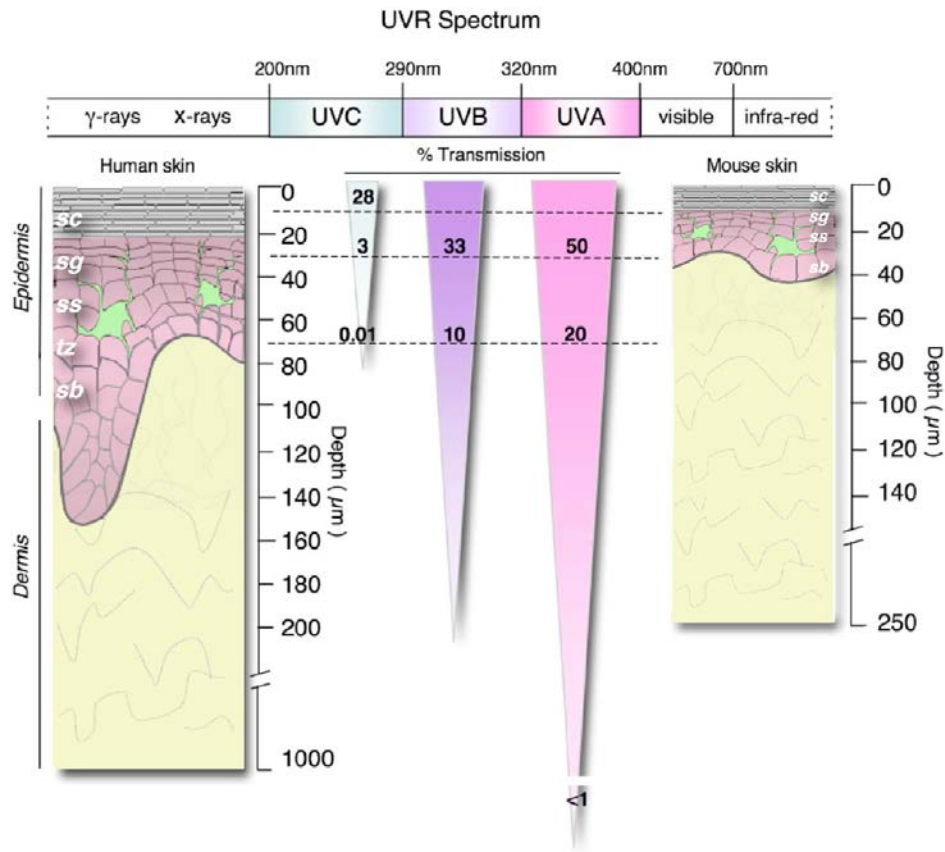 UVR Spectrum
200nm 290nm 320nm 400nm 700nm
γ-rays x-rays UVC UVB UVA visible infra-red
% Transmission
Human skin
Mouse skin
Epidermis
Dermis
sc
sg
ss
tz
sb
0
20
40
60
80
100
120
140
160
180
200
1000
Depth ( µm)
28
3 33 50
0.01 10 20
<1
sc
sg
ss
sb
0
20
40
60
80
100
120
140
250
Depth ( µm)